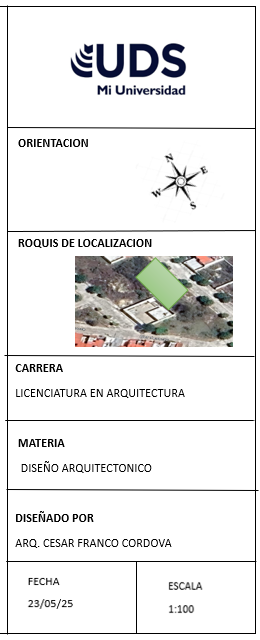 UDS
Mi Universidad
ORIENTACION
N
E
W
S
ROQUIS DE LOCALIZACION
CARRERA
LICENCIATURA EN ARQUITECTURA
MATERIA
DISEÑO ARQUITECTONICO
DISEÑADO POR
ARQ. CESAR FRANCO CORDOVA
FECHA
23/05/25
ESCALA
1:100